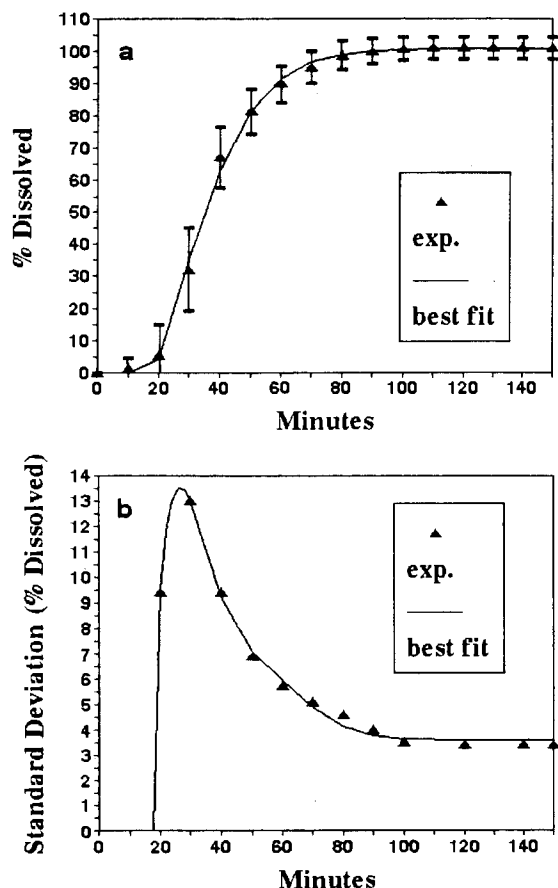 a
110
100
90
80
70
60
50
40
30
20
10
0
% Dissolved
exp.
best fit
0 20 40 60 80 100 120 140
Minutes
b
14
13
12
11
10
9
8
7
6
5
4
3
2
1
0
Standard Deviation (% Dissolved)
exp.
best fit
0 20 40 60 80 100 120 140
Minutes